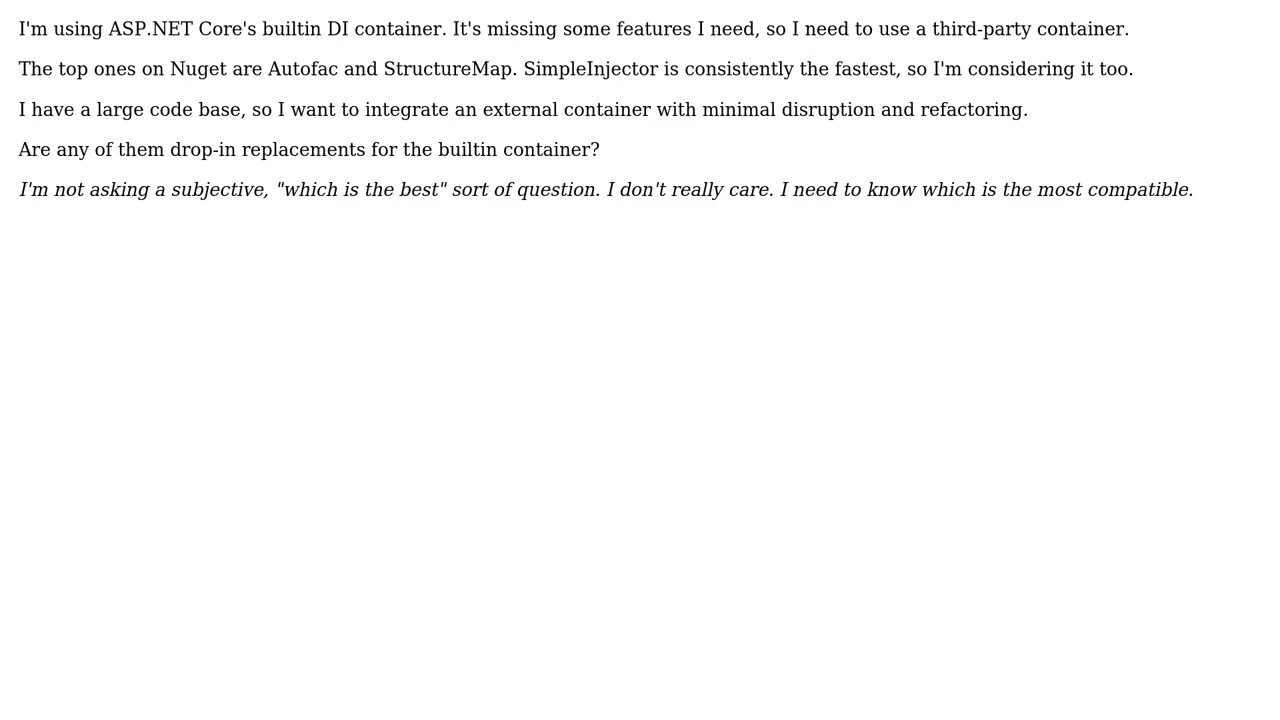 I'm using ASP.NET Core's builtin DI container. It's missing some features I need, so I need to use a third-party container.
The top ones on Nuget are Autofac and StructureMap. SimpleInjector is consistently the fastest, so I'm considering it too.
I have a large code base, so I want to integrate an external container with minimal disruption and refactoring.
Are any of them drop-in replacements for the builtin container?
I'm not asking a subjective, "which is the best" sort of question. I don't really care. I need to know which is the most compatible.